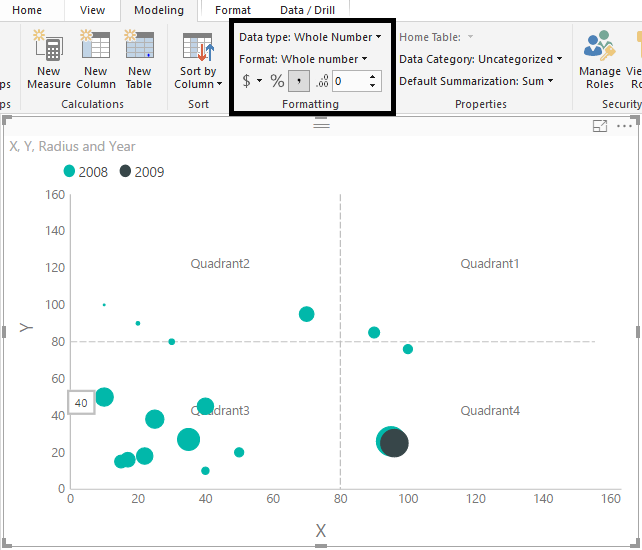 Home View Modeling Format Data / Drill
ps New Measure New Column New Table
Sort by Column
Data type: Whole Number
Format: Whole number
$ % , .00 0
Home Table:
Data Category: Uncategorized
Default Summarization: Sum
Manage Roles
View
Ro
ps Calculations Sort Formatting Properties Security
X, Y, Radius and Year
2008 2009
160
140
120
Quadrant2 Quadrant1
100
80
Y
60
40
40
Quadrant3 Quadrant4
20
0
0 20 40 60 80 100 120 140 160
X